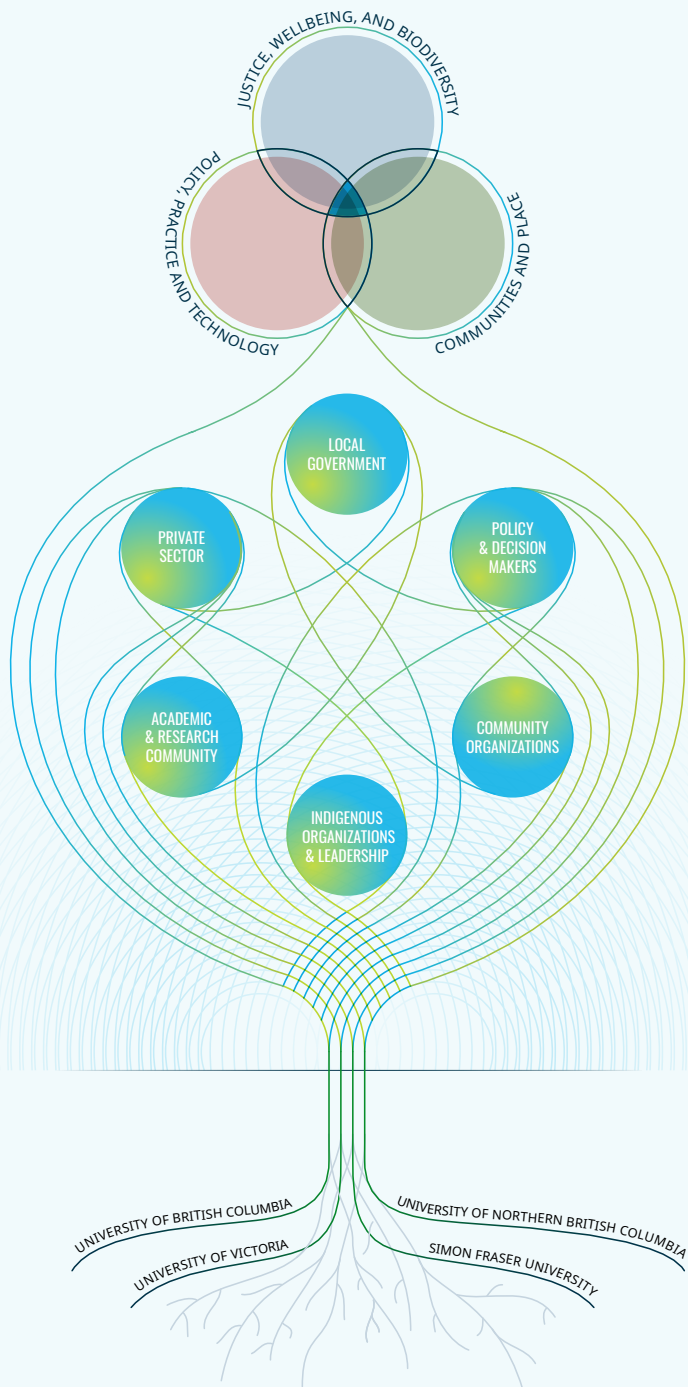 JUSTICE, WELLBEING, AND BIODIVERSITY
POLICY, PRACTICE AND TECHNOLOGY
COMMUNITIES AND PLACE
LOCAL
GOVERNMENT
PRIVATE
SECTOR
POLICY
& DECISION
MAKERS
ACADEMIC
& RESEARCH
COMMUNITY
COMMUNITY
ORGANIZATIONS
INDIGENOUS
ORGANIZATIONS
& LEADERSHIP
UNIVERSITY OF BRITISH COLUMBIA
UNIVERSITY OF NORTHERN BRITISH COLUMBIA
UNIVERSITY OF VICTORIA
SIMON FRASER UNIVERSITY